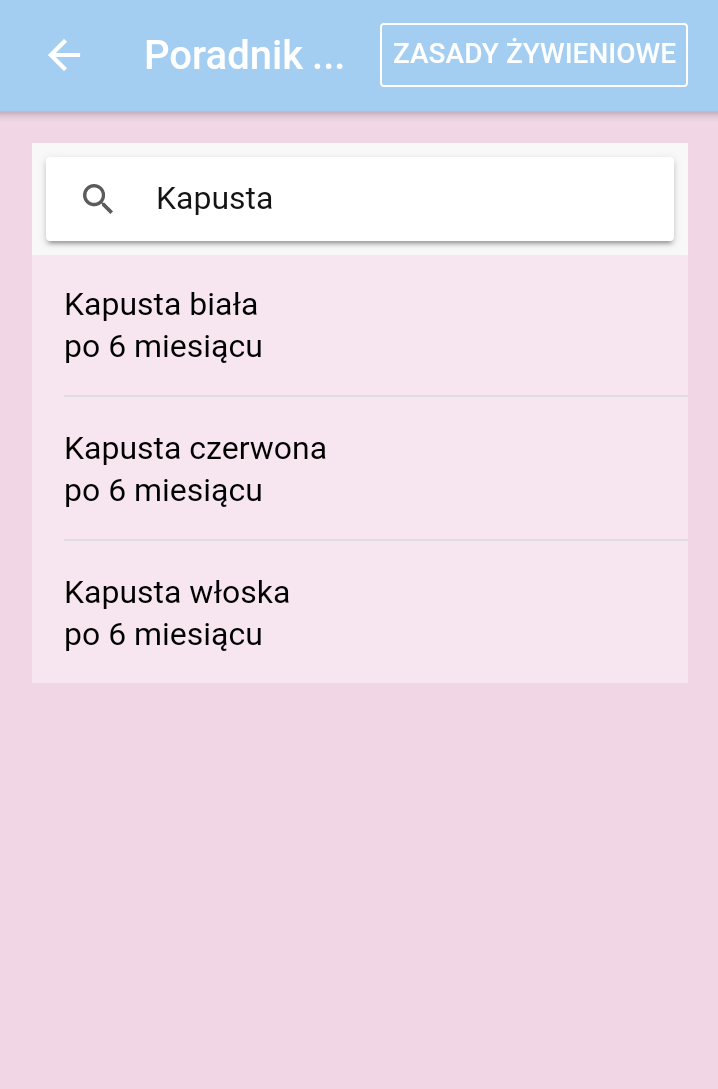 Poradnik ...
ZASADY ŻYWIENIOWE
Kapusta
Kapusta biała
po 6 miesiącu
Kapusta czerwona
po 6 miesiącu
Kapusta włoska
po 6 miesiącu